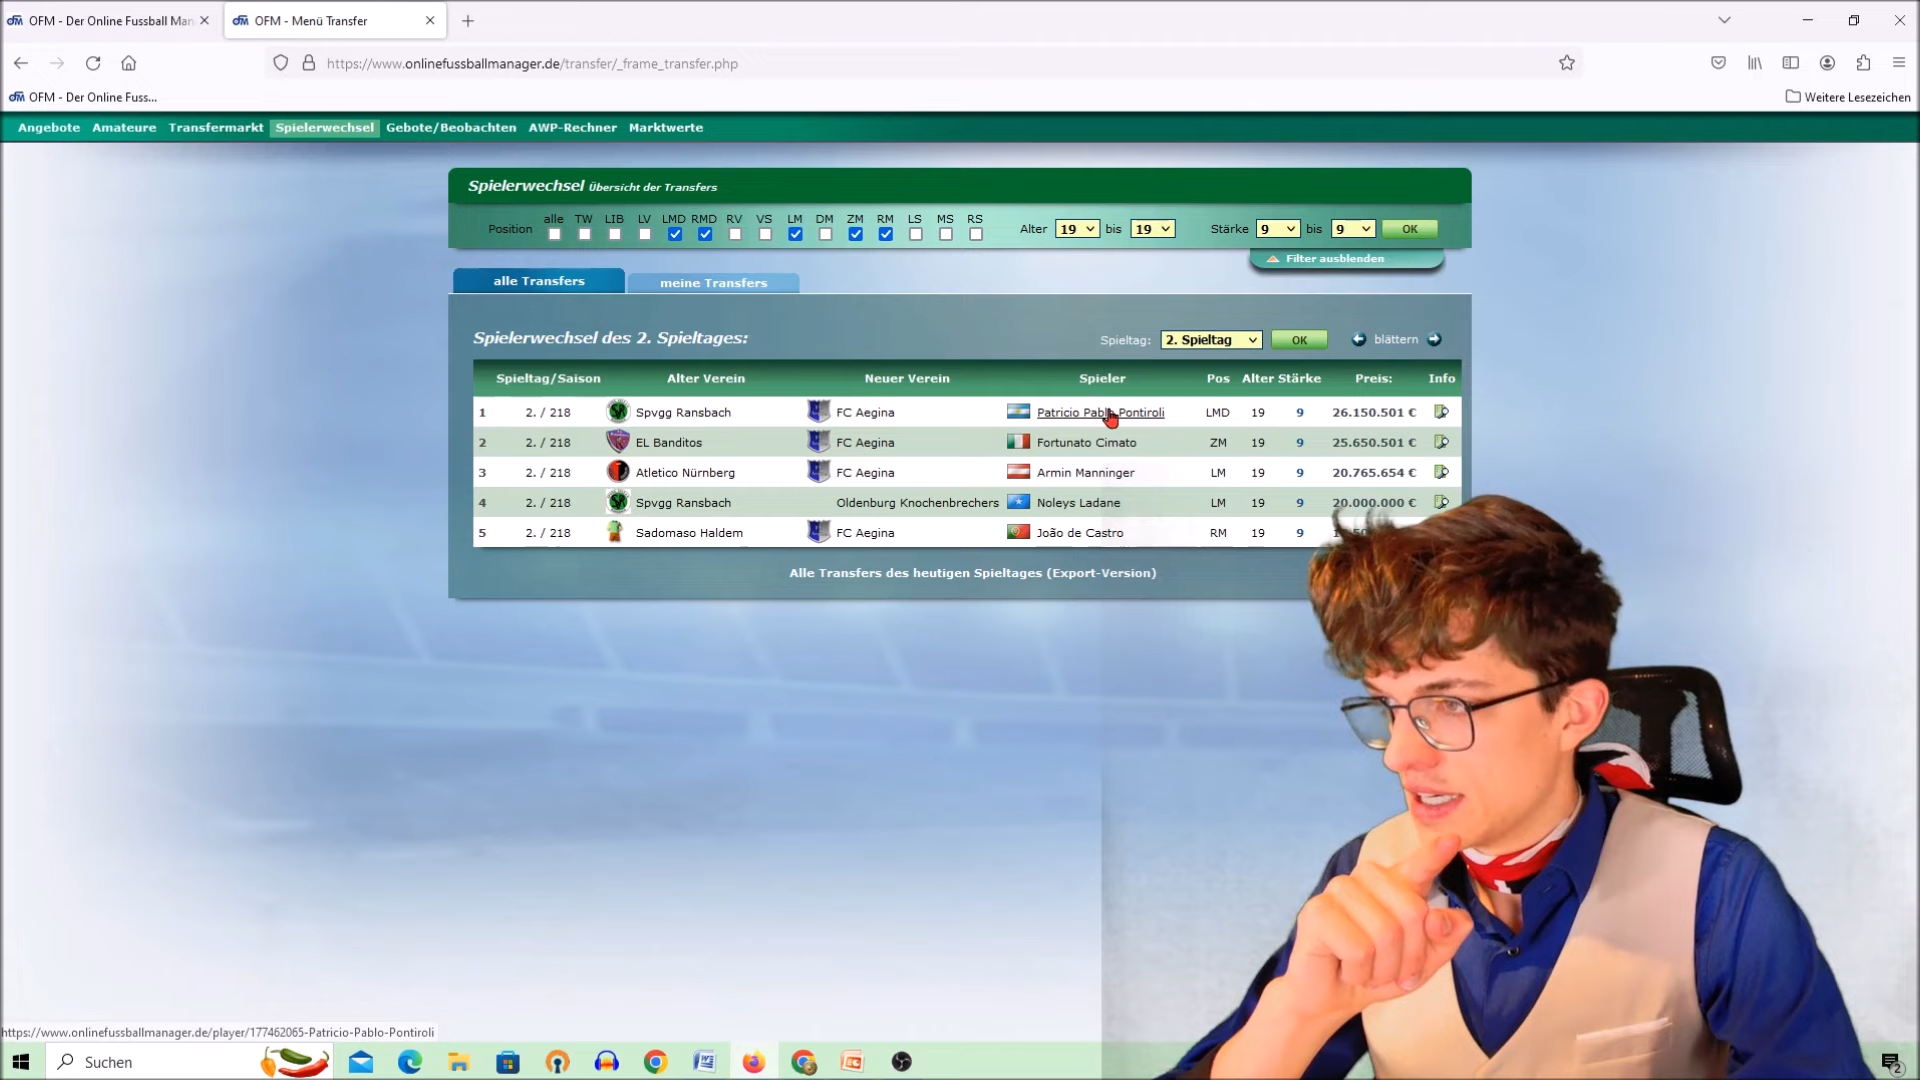 OFM - Der Online Fussball Man
OFM - Menü Transfer
https://www.onlinefussballmanager.de/transfer/_frame_transfer.php
OFM - Der Online Fuss...
Weitere Lesezeichen
Angebote Amateure Transfermarkt Spielerwechsel Gebote/Beobachten AWP-Rechner Marktwerte
Spielerwechsel Übersicht der Transfers
Position alle TW LIB LV LMD RMD RV VS LM DM ZM RM LS MS RS Alter 19 bis 19 Stärke 9 bis 9 OK
Filter ausblenden
alle Transfers meine Transfers
Spielerwechsel des 2. Spieltages: Spieltag: 2. Spieltag OK blättern
Spieltag/Saison Alter Verein Neuer Verein Spieler Pos Alter Stärke Preis: Info
1 2. / 218 Spvgg Ransbach FC Aegina Patricio Pablo Pontiroli LMD 19 9 26.150.501 €
2 2. / 218 EL Banditos FC Aegina Fortunato Cimato ZM 19 9 25.650.501 €
3 2. / 218 Atletico Nürnberg FC Aegina Armin Manninger LM 19 9 20.765.654 €
4 2. / 218 Spvgg Ransbach Oldenburg Knochenbrechers Noleys Ladane LM 19 9 20.000.000 €
5 2. / 218 Sadomaso Haldem FC Aegina João de Castro RM 19 9
Alle Transfers des heutigen Spieltages (Export-Version)
https://www.onlinefussballmanager.de/player/177462065-Patricio-Pablo-Pontiroli
Suchen
2